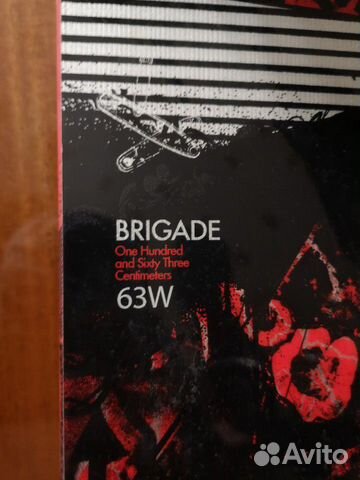 BRIGADE
One Hundred
and Sixty Three
Centimeters
63W
Avito